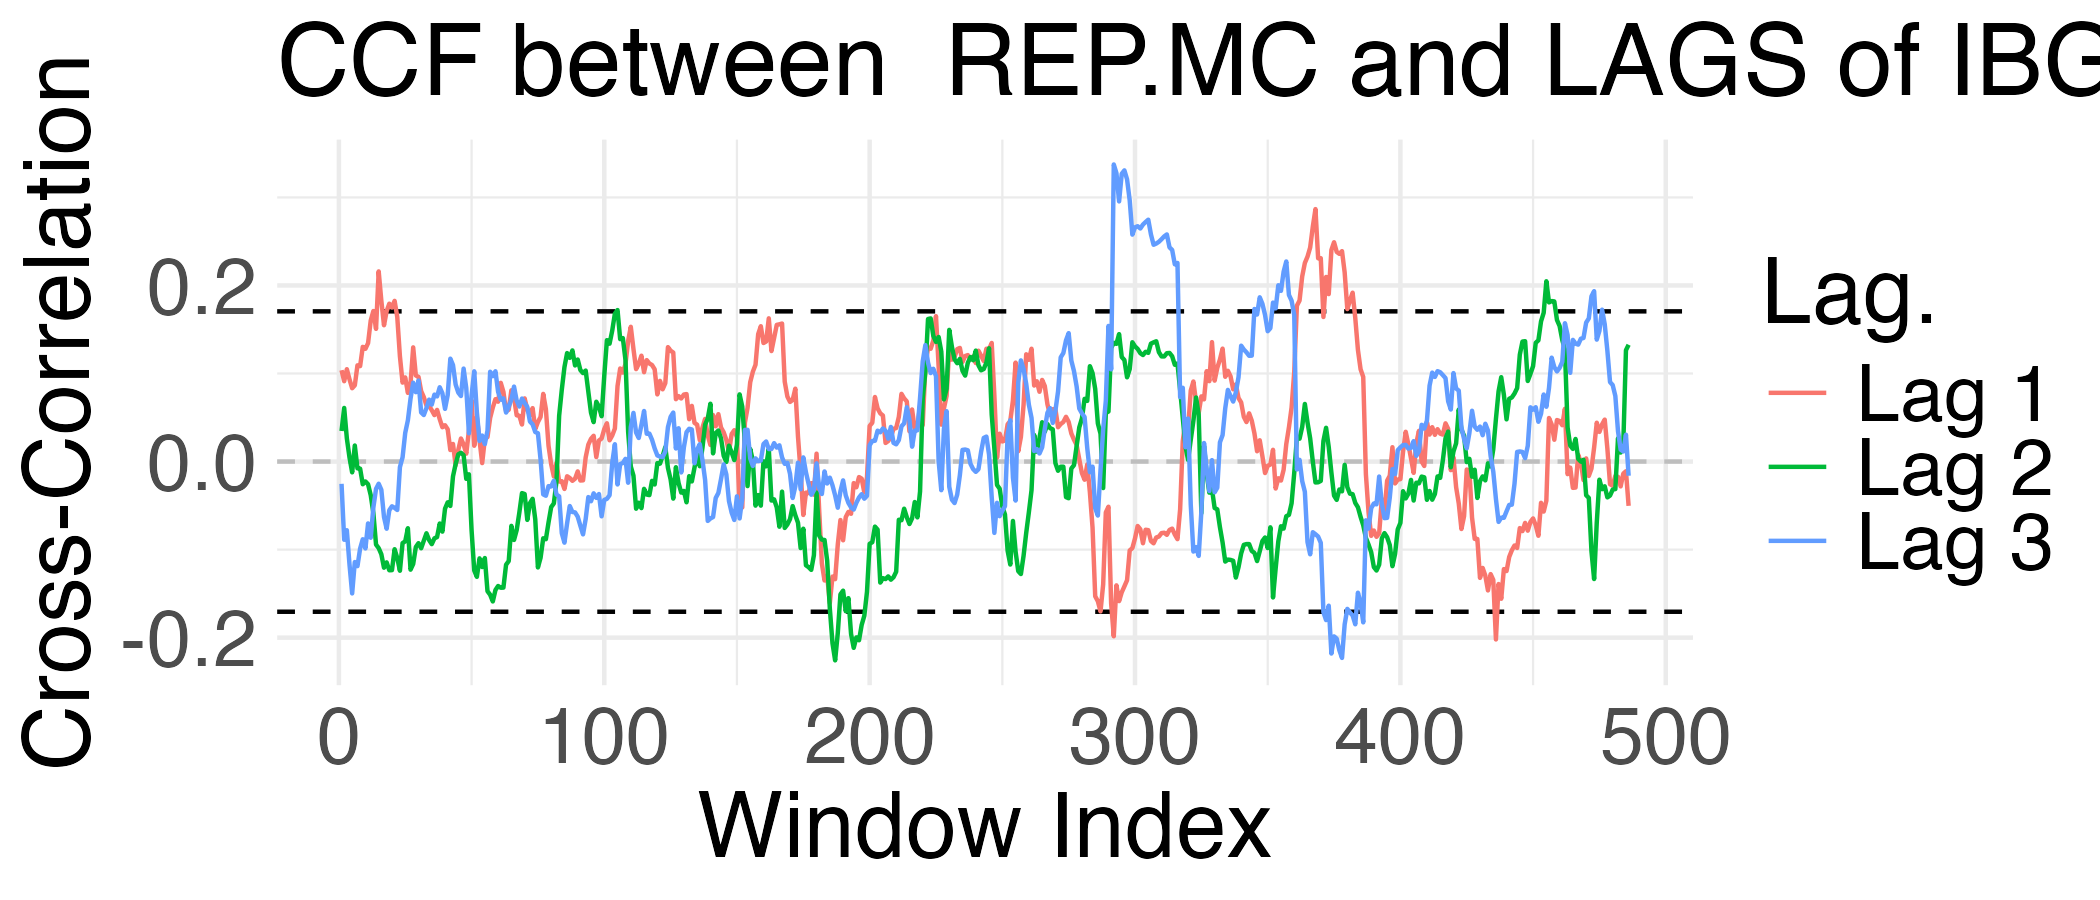 CCF between REP.MC and LAGS of IBG
Cross-Correlation
0.2
0.0
-0.2
0 100 200 300 400 500
Window Index
Lag.
Lag 1
Lag 2
Lag 3